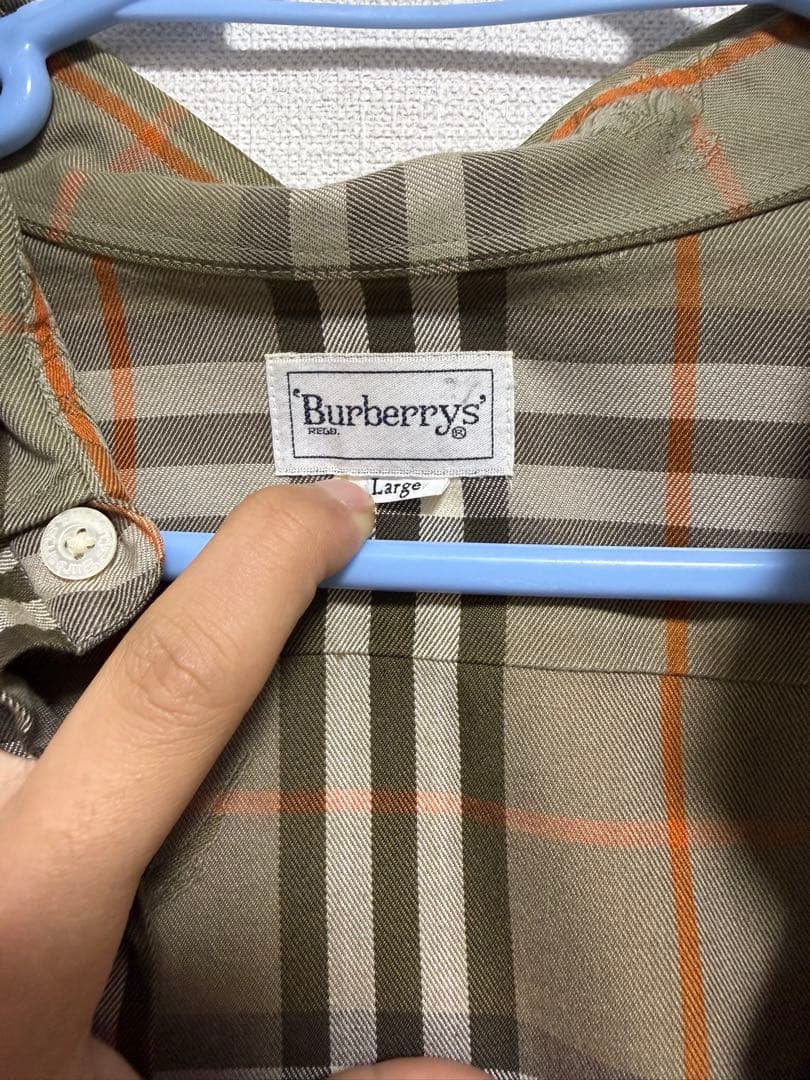 'Burberrys'
REGD. ®
Large